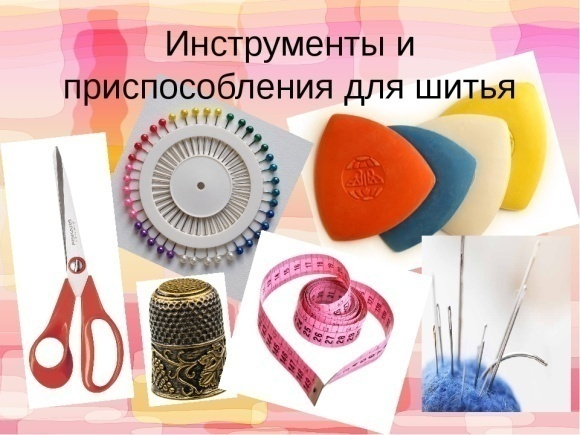 Инструменты и
приспособления для шитья